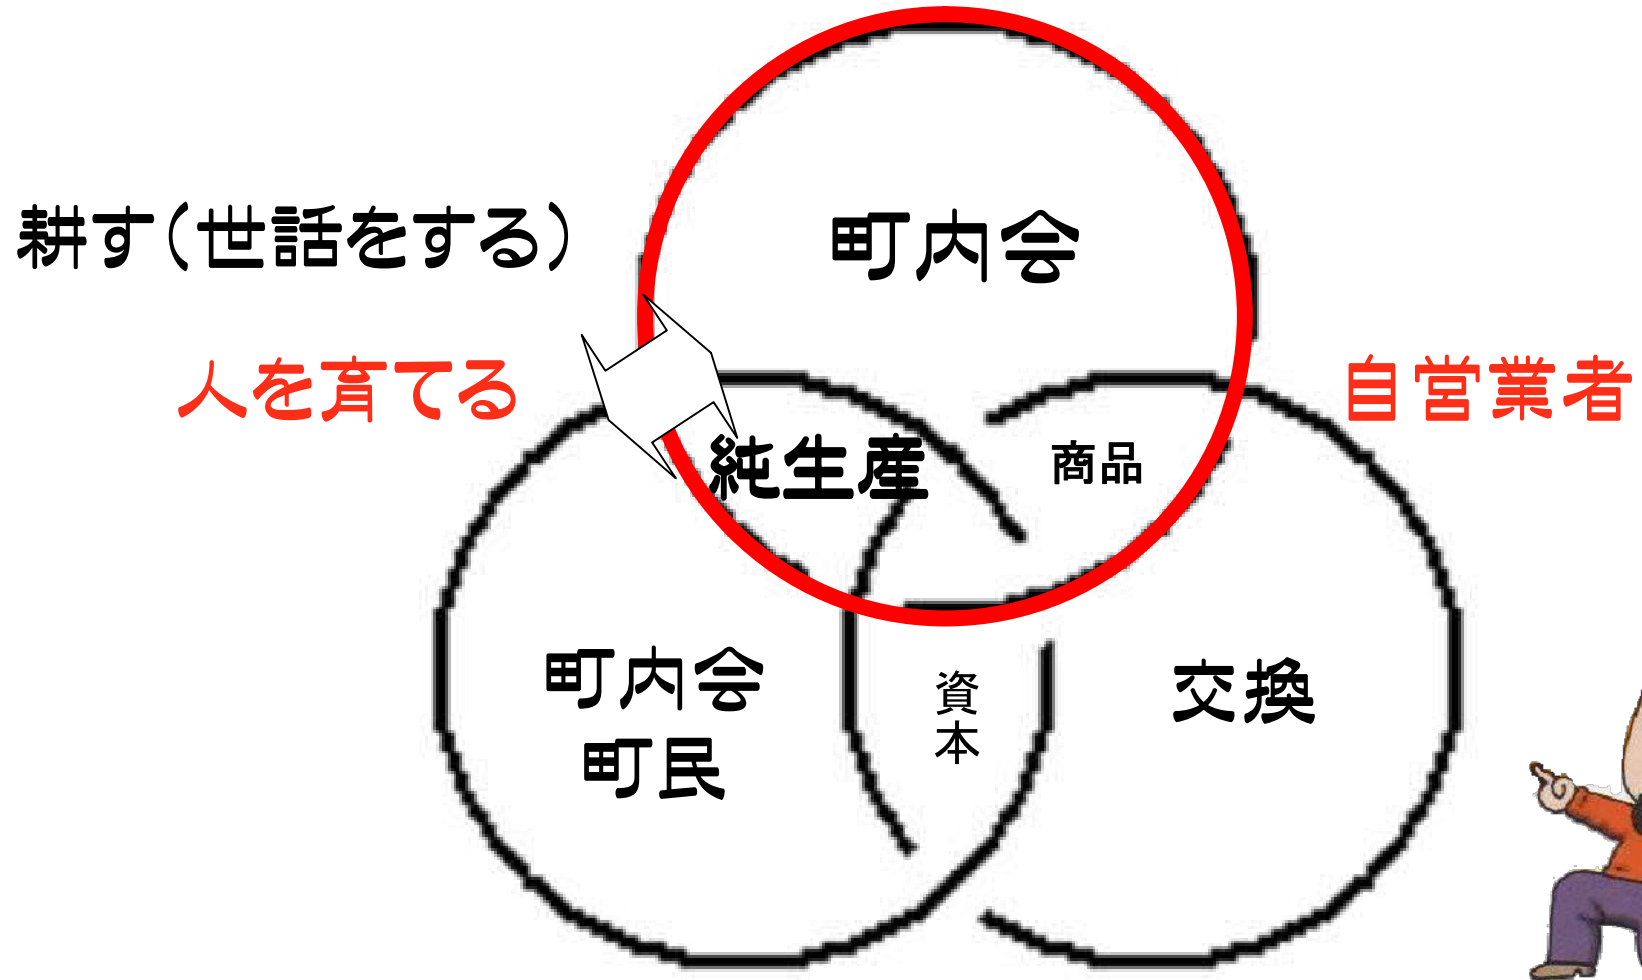 町内会
耕す(世話をする)
人を育てる
自営業者
純生産
商品
町内会
町民
資本
交換